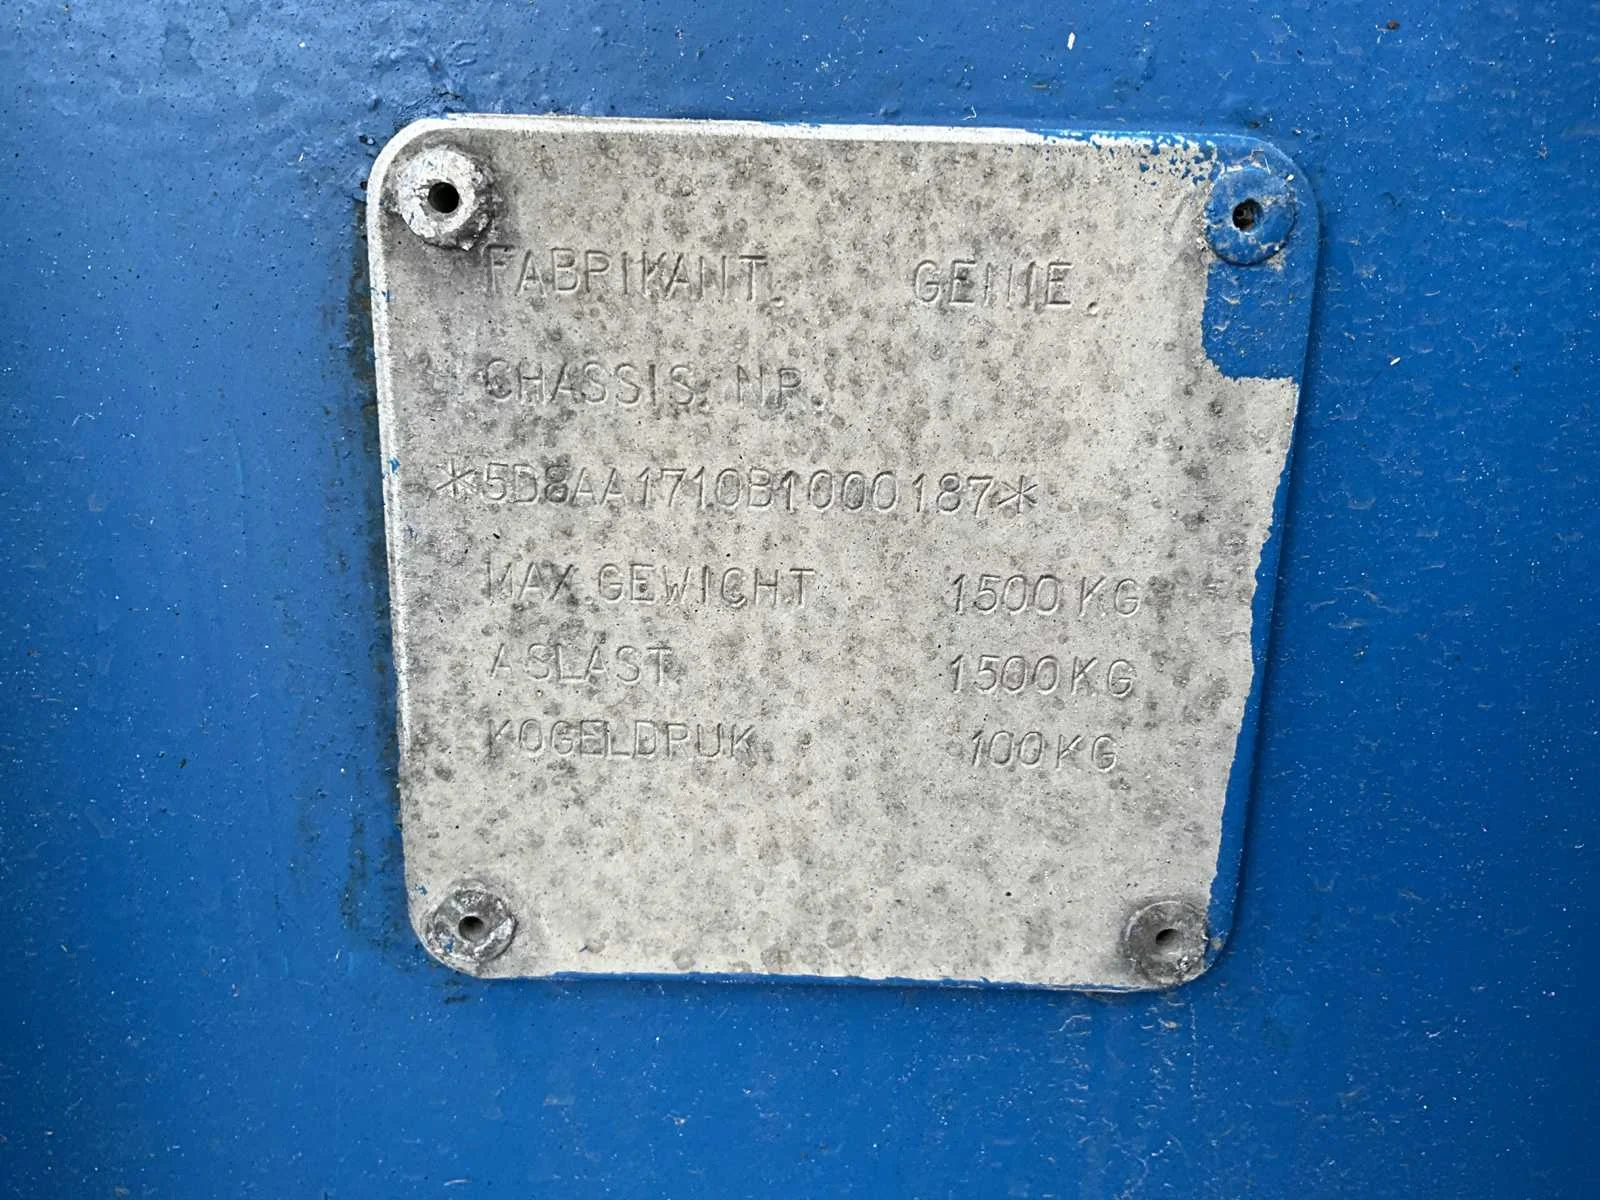 FABRIKANT. GENIE.
CHASSIS. NR.
*5D8AA1710B1000187*
MAX GEWICHT 1500 KG
ASLAST 1500 KG
KOGELDRUK 100 KG